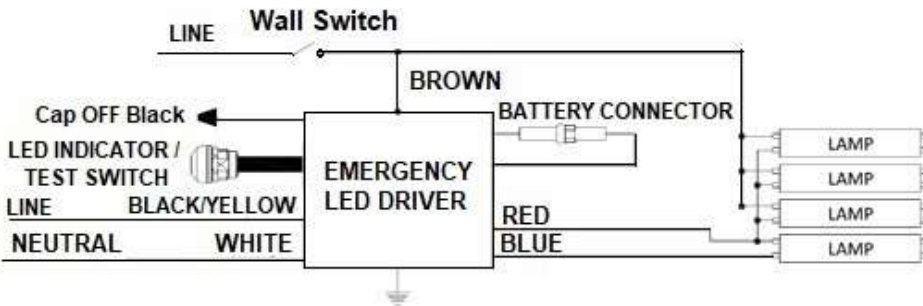 Wall Switch
LINE
BROWN
Cap OFF Black
BATTERY CONNECTOR
LED INDICATOR /
TEST SWITCH
EMERGENCY
LED DRIVER
LAMP
LAMP
LAMP
LAMP
LINE
BLACK/YELLOW
RED
NEUTRAL
WHITE
BLUE